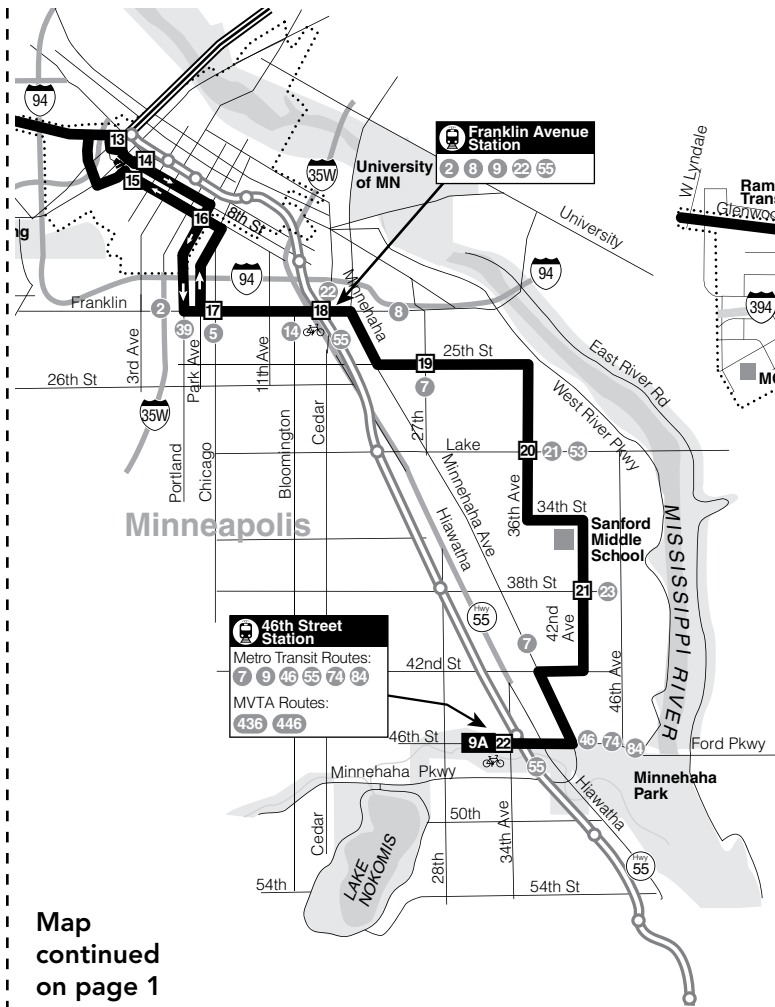 94
13
14
15
16
8th St
35W
University
of MN
Franklin Avenue
Station
2 8 9 22 55
W Lyndale
Ram
Trans
Glenwood
University
ng
94
Minnehaha
94
22
Franklin
2
17
18
8
394
39
5
14
55
19
25th St
East River Rd
3rd Ave
Park Ave
11th Ave
26th St
7
West River Pkwy
MC
35W
Cedar
27th
Portland
Chicago
Bloomington
Lake
20
21
53
Minnehaha Ave
36th Ave
34th St
Minneapolis
Hiawatha
Sanford
Middle
School
MISSISSIPPI RIVER
38th St
21
23
Hwy
55
42nd
Ave
46th Street
Station
Metro Transit Routes:
7 9 46 55 74 84
MVTA Routes:
436 446
7
42nd St
46th Ave
46th St
9A
22
46
74
84
Ford Pkwy
55
Minnehaha Pkwy
Minnehaha
Park
Hiawatha
50th
Cedar
28th
34th Ave
LAKE
NOKOMIS
Hwy
55
54th
54th St
Map
continued
on page 1